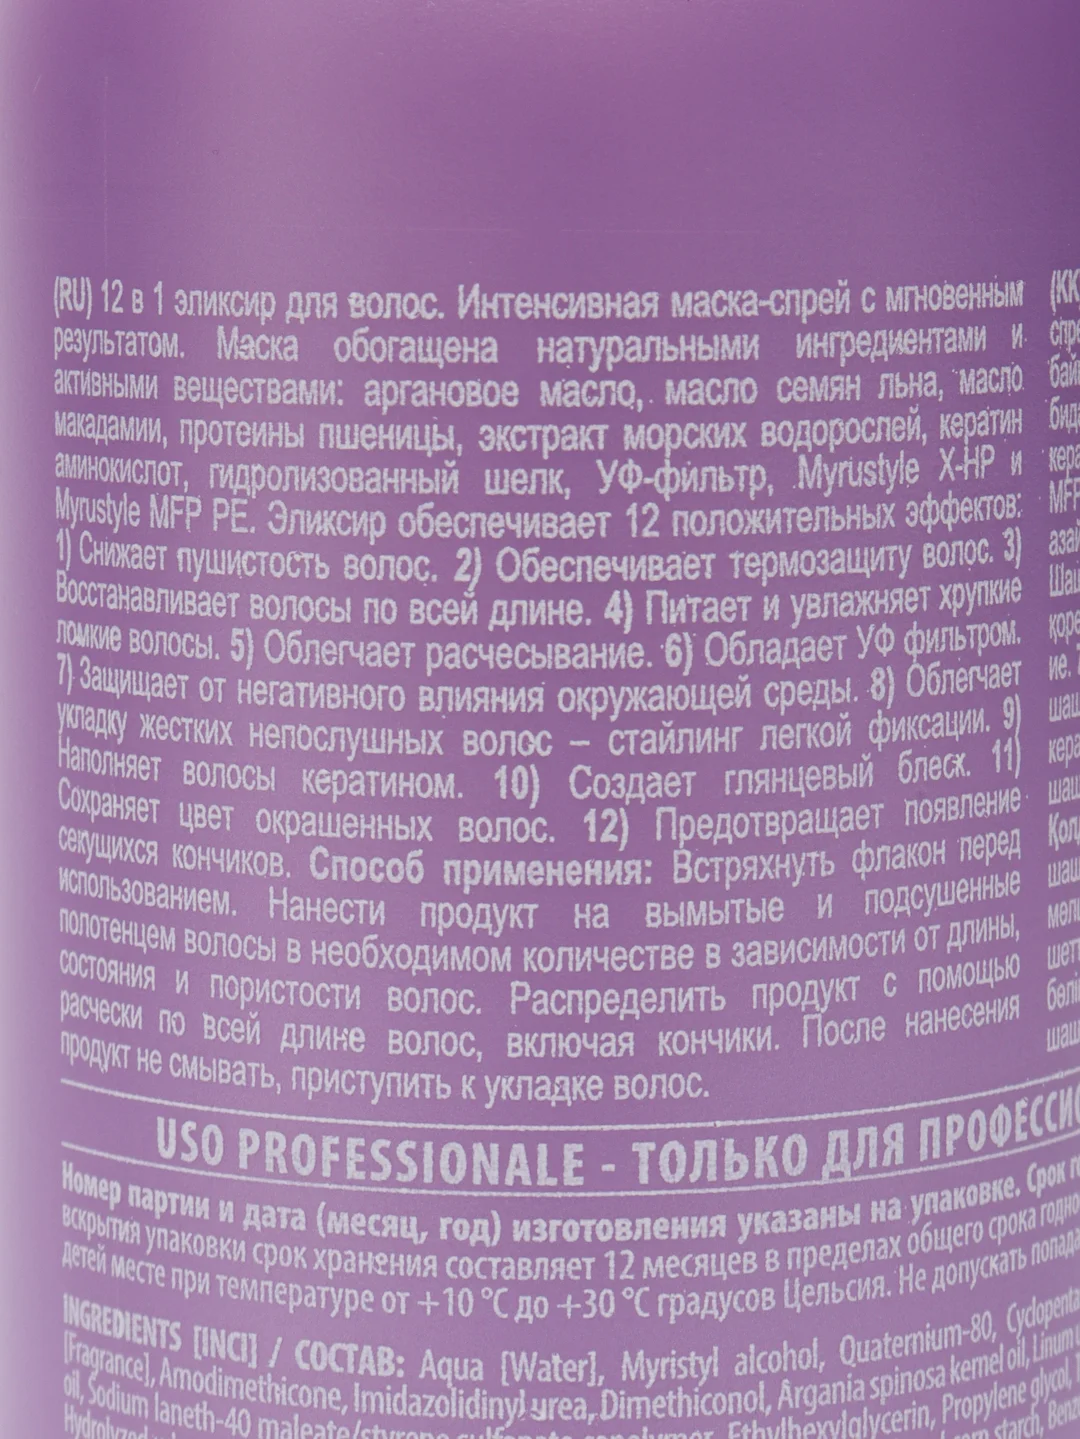 (RU) 12 в 1 эликсир для волос. Интенсивная маска-спрей с мгновенным
результатом. Маска обогащена натуральными ингредиентами и
активными веществами: аргановое масло, масло семян льна, масло
макадамии, протеины пшеницы, экстракт морских водорослей, кератин
аминокислот, гидролизованный шелк, УФ-фильтр, Myrustyle X-HP и
Myrustyle MFP PE. Эликсир обеспечивает 12 положительных эффектов:
1) Снижает пушистость волос. 2) Обеспечивает термозащиту волос. 3)
Восстанавливает волосы по всей длине. 4) Питает и увлажняет хрупкие
ломкие волосы. 5) Облегчает расчесывание. 6) Обладает УФ фильтром.
7) Защищает от негативного влияния окружающей среды. 8) Облегчает
укладку жестких непослушных волос – стайлинг легкой фиксации. 9)
Наполняет волосы кератином. 10) Создает глянцевый блеск. 11)
Сохраняет цвет окрашенных волос. 12) Предотвращает появление
секущихся кончиков. Способ применения: Встряхнуть флакон перед
использованием. Нанести продукт на вымытые и подсушенные
полотенцем волосы в необходимом количестве в зависимости от длины,
состояния и пористости волос. Распределить продукт с помощью
расчески по всей длине волос, включая кончики. После нанесения
продукт не смывать, приступить к укладке волос.
USO PROFESSIONALE - ТОЛЬКО ДЛЯ
Номер партии и дата (месяц, год) изготовления указаны на упаковке. Срок
вскрытия упаковки срок хранения составляет 12 месяцев в пределах общего срока
детей месте при температуре от +10 °C до +30 °C градусов Цельсия. Не допускать
INGREDIENTS [INCI] / СОСТАВ: Aqua [Water], Myristyl alcohol, Quaternium-80,
[Fragrance], Amodimethicone, Imidazolidinyl urea, Dimethiconol, Argania spinosa kernel oil, Linum
oil, Sodium laneth-40 maleate/styrene sulfonate copolymer, Ethylhexylglycerin, Propylene glycol,
Hydrolyzed corn starch,